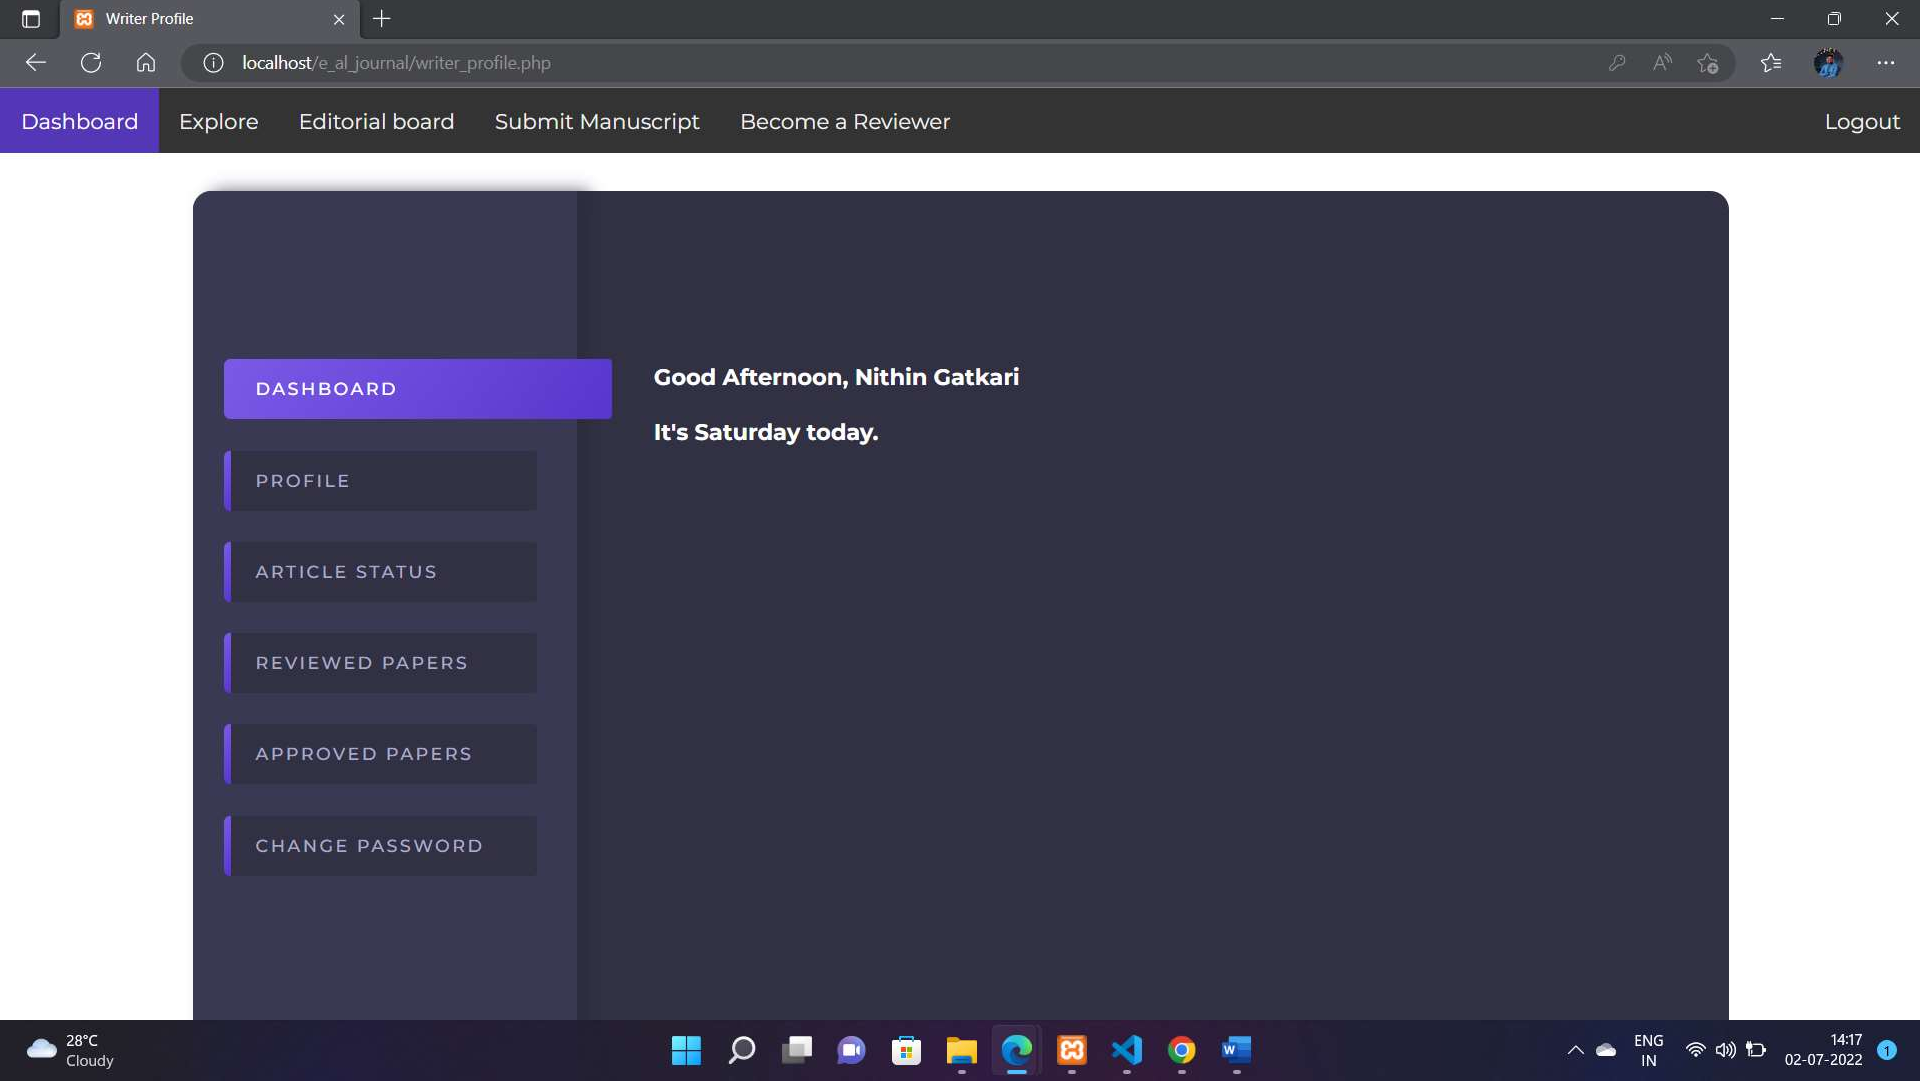 Writer Profile
localhost/e_al_journal/writer_profile.php
Dashboard Explore Editorial board Submit Manuscript Become a Reviewer Logout
DASHBOARD
Good Afternoon, Nithin Gatkari
It's Saturday today.
PROFILE
ARTICLE STATUS
REVIEWED PAPERS
APPROVED PAPERS
CHANGE PASSWORD
28°C
Cloudy
ENG
IN
14:17
02-07-2022
1